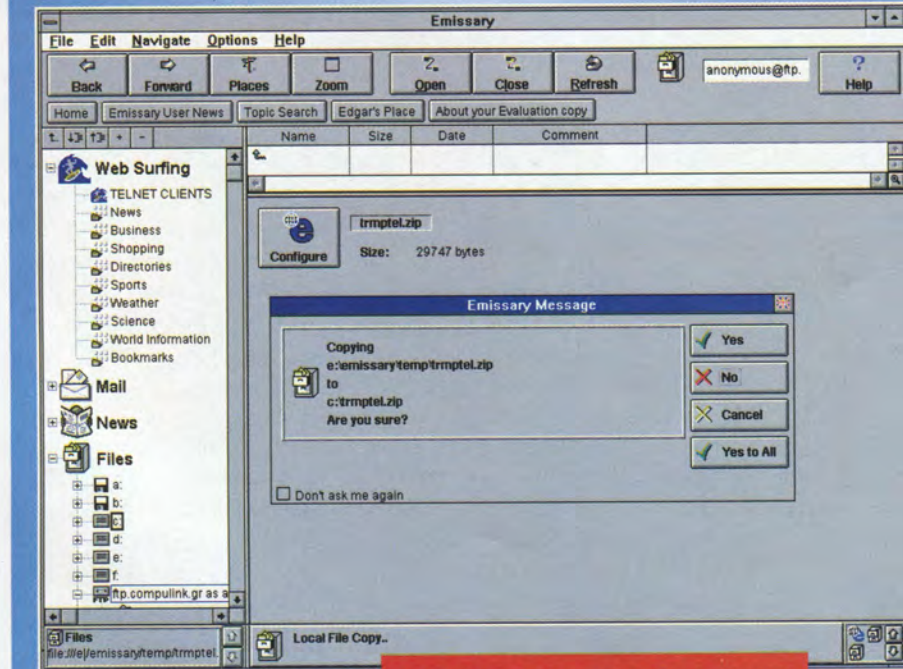 Emissary
File Edit Navigate Options Help
Back Forward Places Zoom Open Close Refresh anonymous@ftp. Help
Home Emissary User News Topic Search Edgar's Place About your Evaluation copy
Name Size Date Comment
Web Surfing
TELNET CLIENTS
News
Business
Shopping
Directories
Sports
Weather
Science
World Information
Bookmarks
Mail
News
Files
a:
b:
c:
d:
e:
f:
ftp.compulink.gr as a
Files
file:///e|/emissary/temp/trmptel.
Configure
trmptel.zip
Size: 29747 bytes
Emissary Message
Copying
e:\emissary\temp\trmptel.zip
to
c:\trmptel.zip
Are you sure?
Yes
No
Cancel
Yes to All
Don't ask me again
Local File Copy..